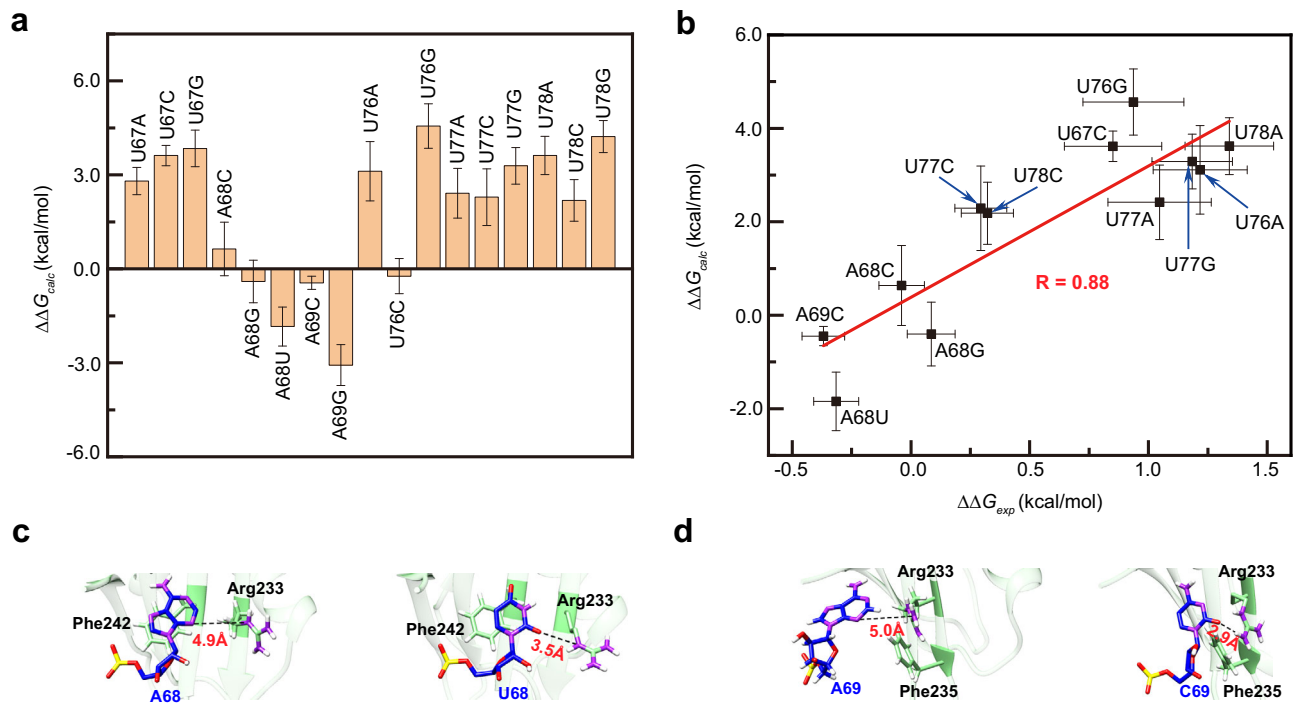 a
ΔΔG_calc (kcal/mol)
6.0
3.0
0.0
-3.0
-6.0
U67A
U67C
U67G
A68C
A68G
A68U
A69C
A69G
U76A
U76C
U76G
U77A
U77C
U77G
U78A
U78C
U78G
b
ΔΔG_calc (kcal/mol)
6.0
4.0
2.0
0.0
-2.0
U76G
U67C
U78A
U77C
U78C
U77A
U76A
U77G
A68C
R = 0.88
A69C
A68G
A68U
-0.5
0.0
0.5
1.0
1.5
ΔΔG_exp (kcal/mol)
c
Arg233
Phe242
4.9Å
A68
Arg233
Phe242
3.5Å
U68
d
Arg233
5.0Å
A69
Phe235
Arg233
2.9Å
C69
Phe235